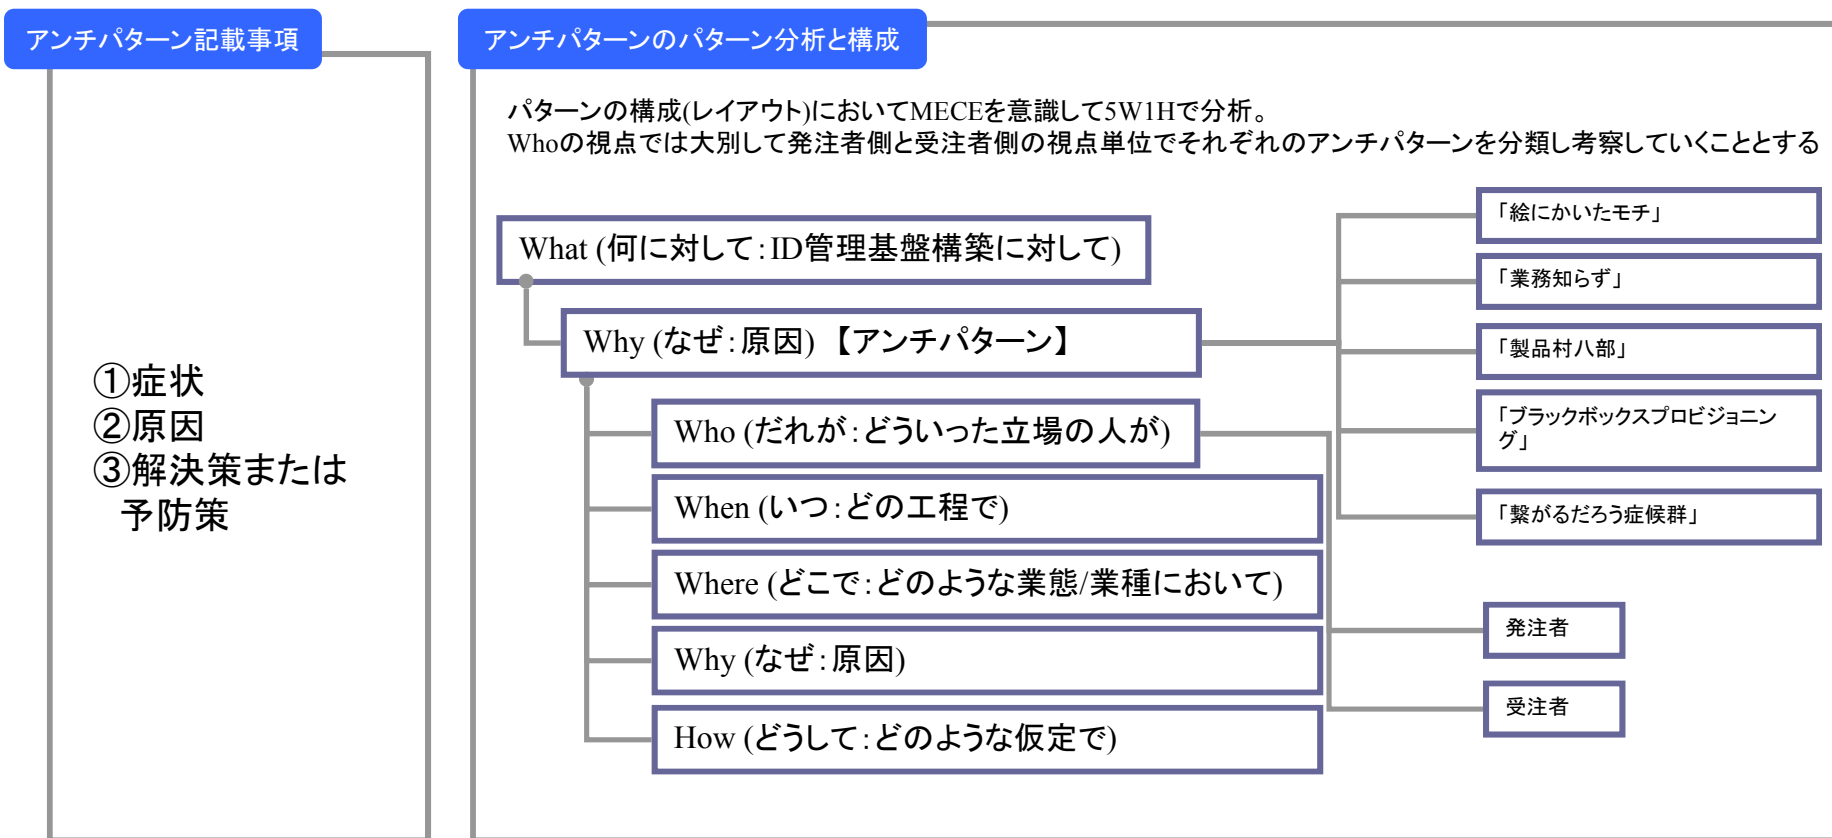 アンチパターン記載事項
①症状
②原因
③解決策または
予防策
アンチパターンのパターン分析と構成
パターンの構成(レイアウト)においてMECEを意識して5W1Hで分析。
Whoの視点では大別して発注者側と受注者側の視点単位でそれぞれのアンチパターンを分類し考察していくこととする
What (何に対して:ID管理基盤構築に対して)
Why (なぜ:原因) 【アンチパターン】
Who (だれが:どういった立場の人が)
When (いつ:どの工程で)
Where (どこで:どのような業態/業種において)
Why (なぜ:原因)
How (どうして:どのような仮定で)
「絵にかいたモチ」
「業務知らず」
「製品村八部」
「ブラックボックスプロビジョニン
グ」
「繋がるだろう症候群」
発注者
受注者